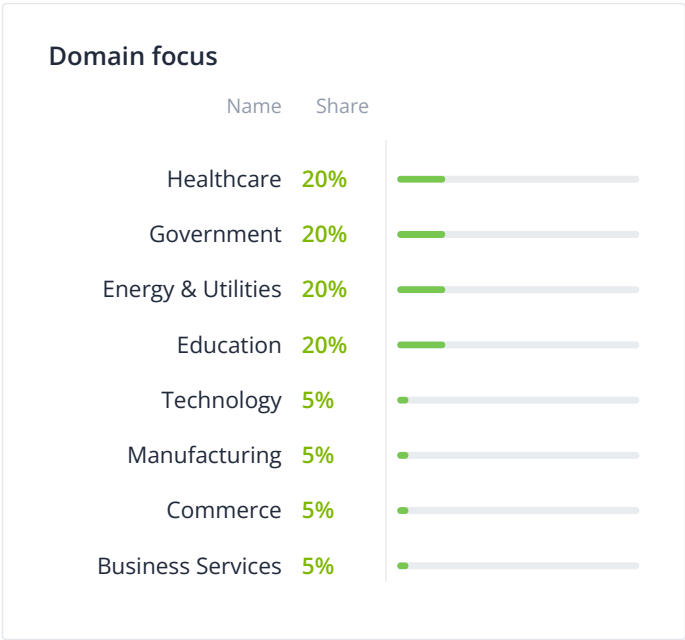 Domain focus
Name Share
Healthcare 20%
Government 20%
Energy & Utilities 20%
Education 20%
Technology 5%
Manufacturing 5%
Commerce 5%
Business Services 5%